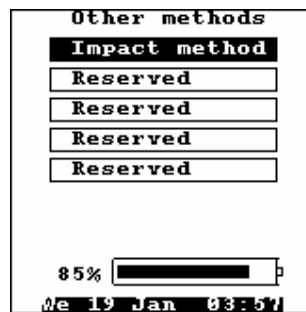 Other methods
Impact method
Reserved
Reserved
Reserved
Reserved
85%
We 19 Jan 03:57